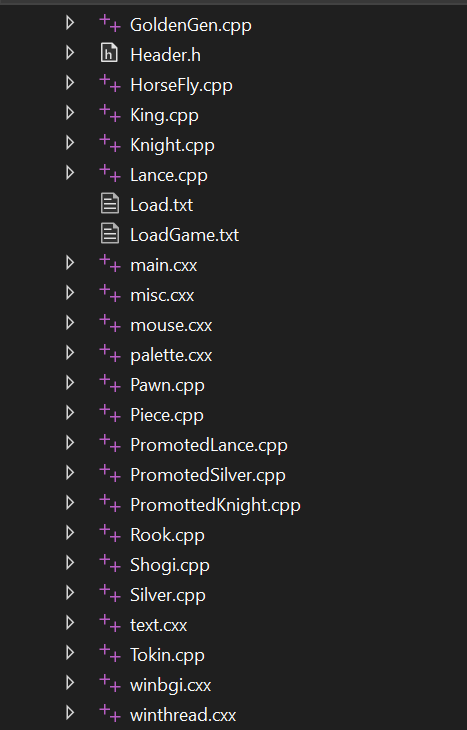 GoldenGen.cpp
Header.h
HorseFly.cpp
King.cpp
Knight.cpp
Lance.cpp
Load.txt
LoadGame.txt
main.cxx
misc.cxx
mouse.cxx
palette.cxx
Pawn.cpp
Piece.cpp
PromotedLance.cpp
PromotedSilver.cpp
PromottedKnight.cpp
Rook.cpp
Shogi.cpp
Silver.cpp
text.cxx
Tokin.cpp
winbgi.cxx
winthread.cxx